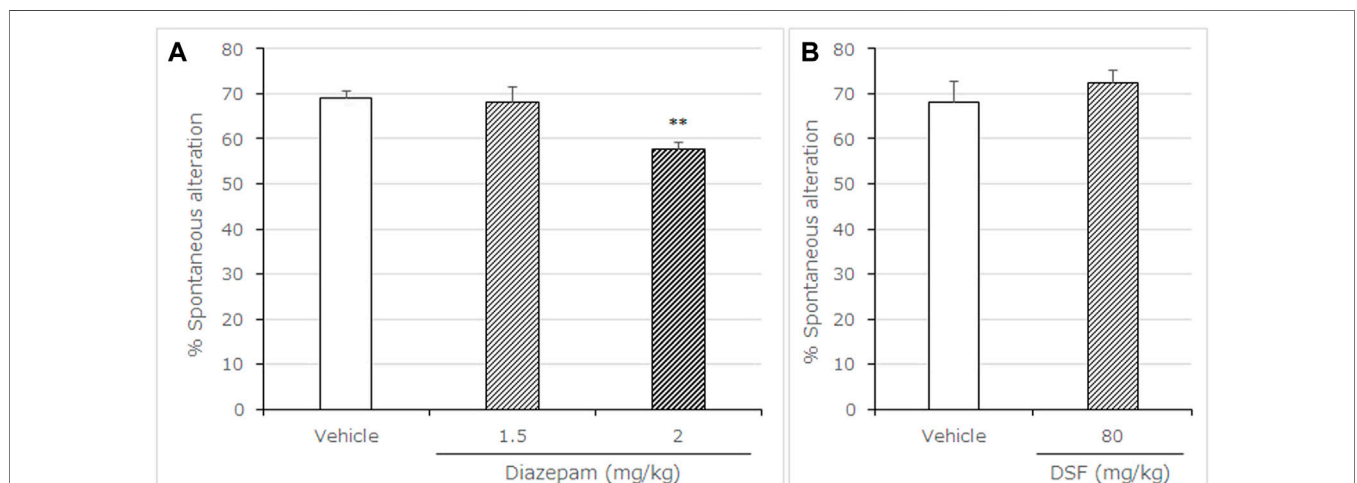 A
% Spontaneous alteration
80
70
60
50
40
30
20
10
0
**
Vehicle
1.5
2
Diazepam (mg/kg)
B
% Spontaneous alteration
80
70
60
50
40
30
20
10
0
Vehicle
80
DSF (mg/kg)